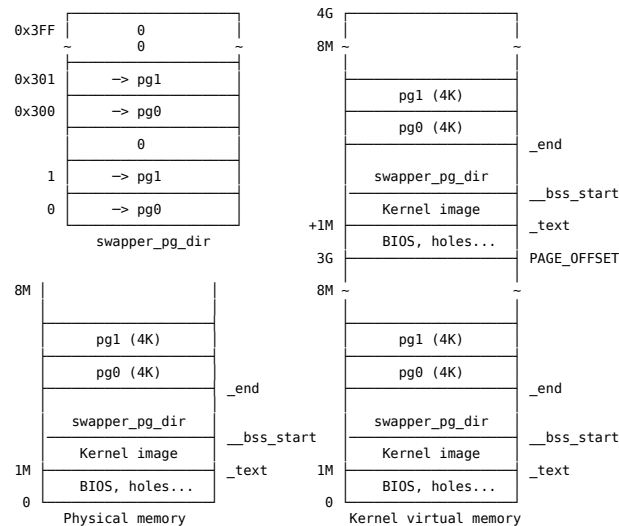 0x3FF 0
~ 0 ~
0x301 —> pg1
0x300 —> pg0
0
1 —> pg1
0 —> pg0
swapper_pg_dir
4G
8M ~ ~
pg1 (4K)
pg0 (4K)
_end
swapper_pg_dir
__bss_start
Kernel image
+1M _text
BIOS, holes...
3G PAGE_OFFSET
8M ~ ~
pg1 (4K)
pg0 (4K)
_end
swapper_pg_dir
__bss_start
Kernel image
1M _text
BIOS, holes...
0
Kernel virtual memory
8M
pg1 (4K)
pg0 (4K)
_end
swapper_pg_dir
__bss_start
Kernel image
1M _text
BIOS, holes...
0
Physical memory